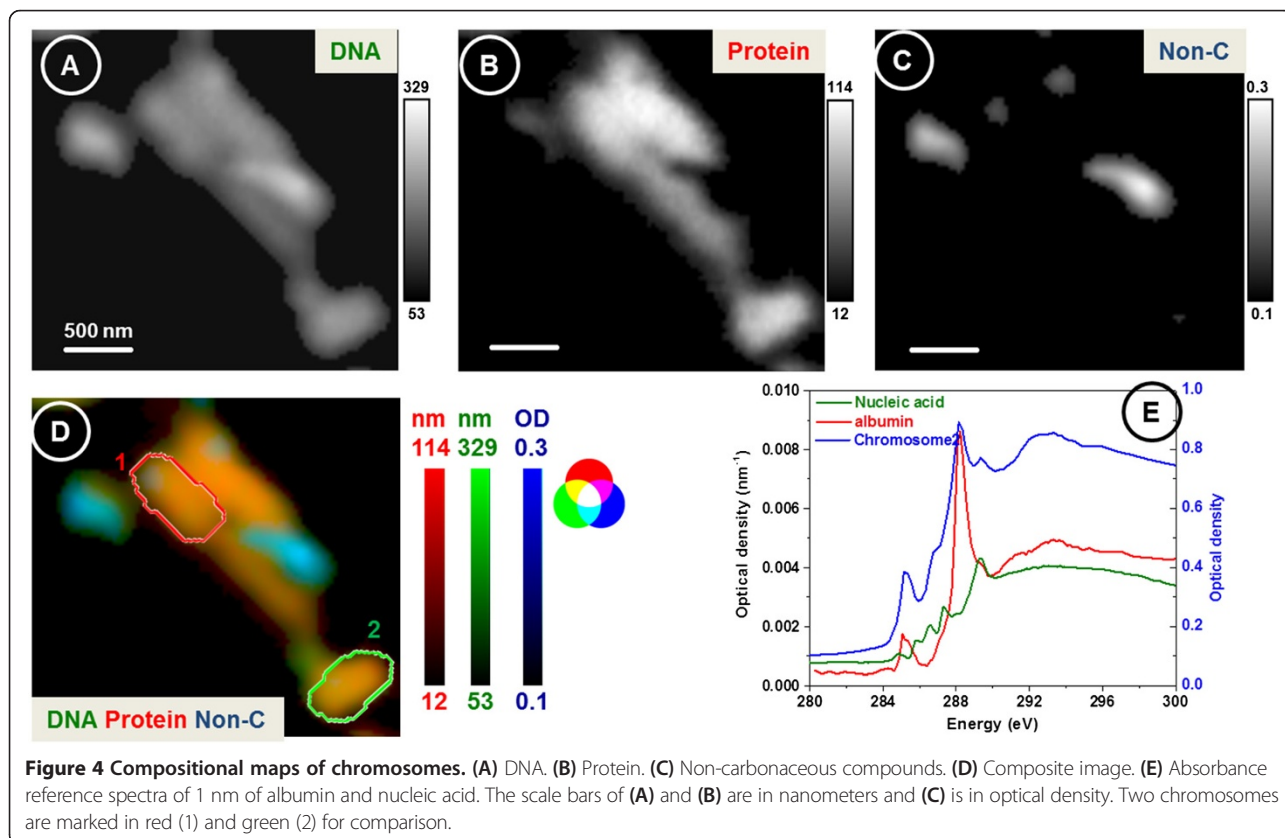 A
DNA
329
53
500 nm
B
Protein
114
12
C
Non-C
0.3
0.1
D
1
2
DNA Protein Non-C
nm nm OD
114 329 0.3
12 53 0.1
E
Nucleic acid
albumin
Chromosome2
Optical density (nm⁻¹)
0.010
0.008
0.006
0.004
0.002
0.000
1.0
0.8
0.6
0.4
0.2
0.0
Optical density
280 284 288 292 296 300
Energy (eV)
Figure 4 Compositional maps of chromosomes. (A) DNA. (B) Protein. (C) Non-carbonaceous compounds. (D) Composite image. (E) Absorbance
reference spectra of 1 nm of albumin and nucleic acid. The scale bars of (A) and (B) are in nanometers and (C) is in optical density. Two chromosomes
are marked in red (1) and green (2) for comparison.